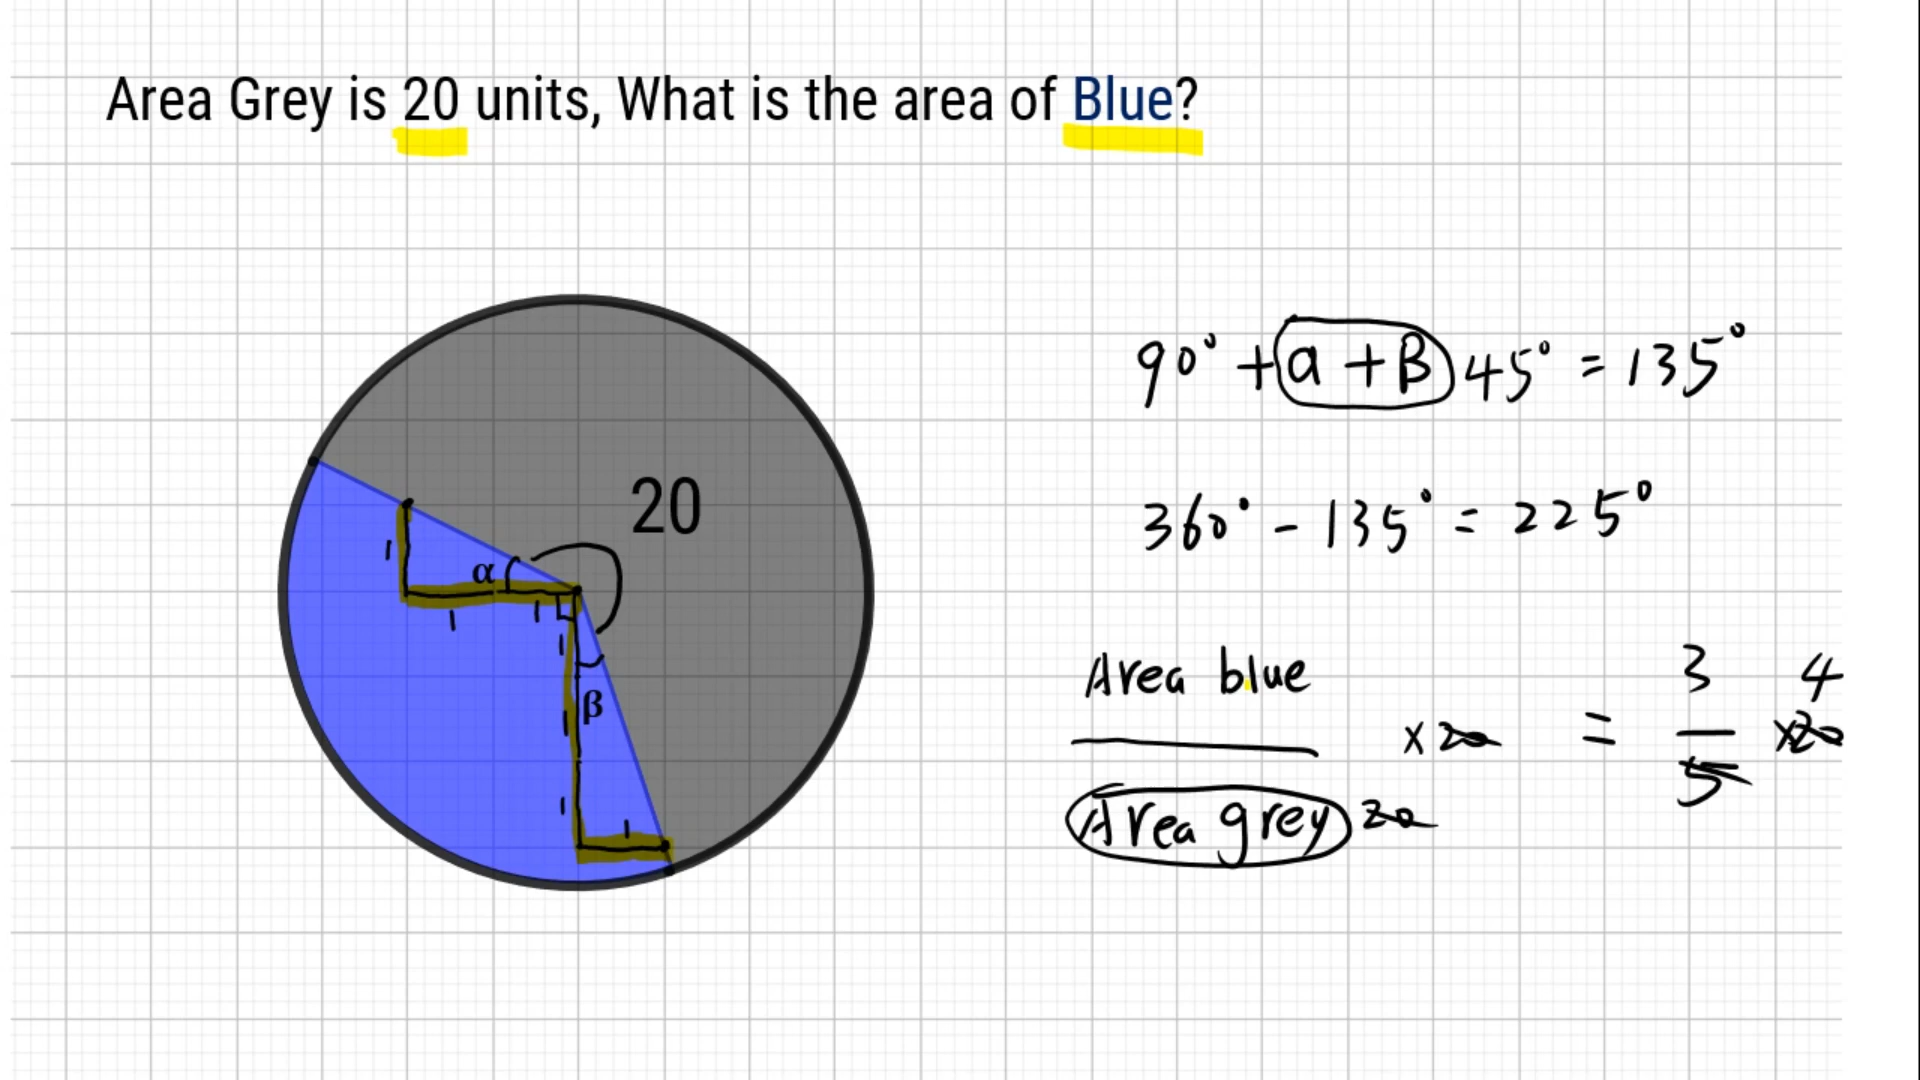 Area Grey is 20 units, What is the area of Blue?
90° + a + B 45° = 135°
20
360° - 135° = 225°
1
α
1
1
1
Area blue
3
4
1
β
× 20
=
×20
Area grey
20
5
1
1